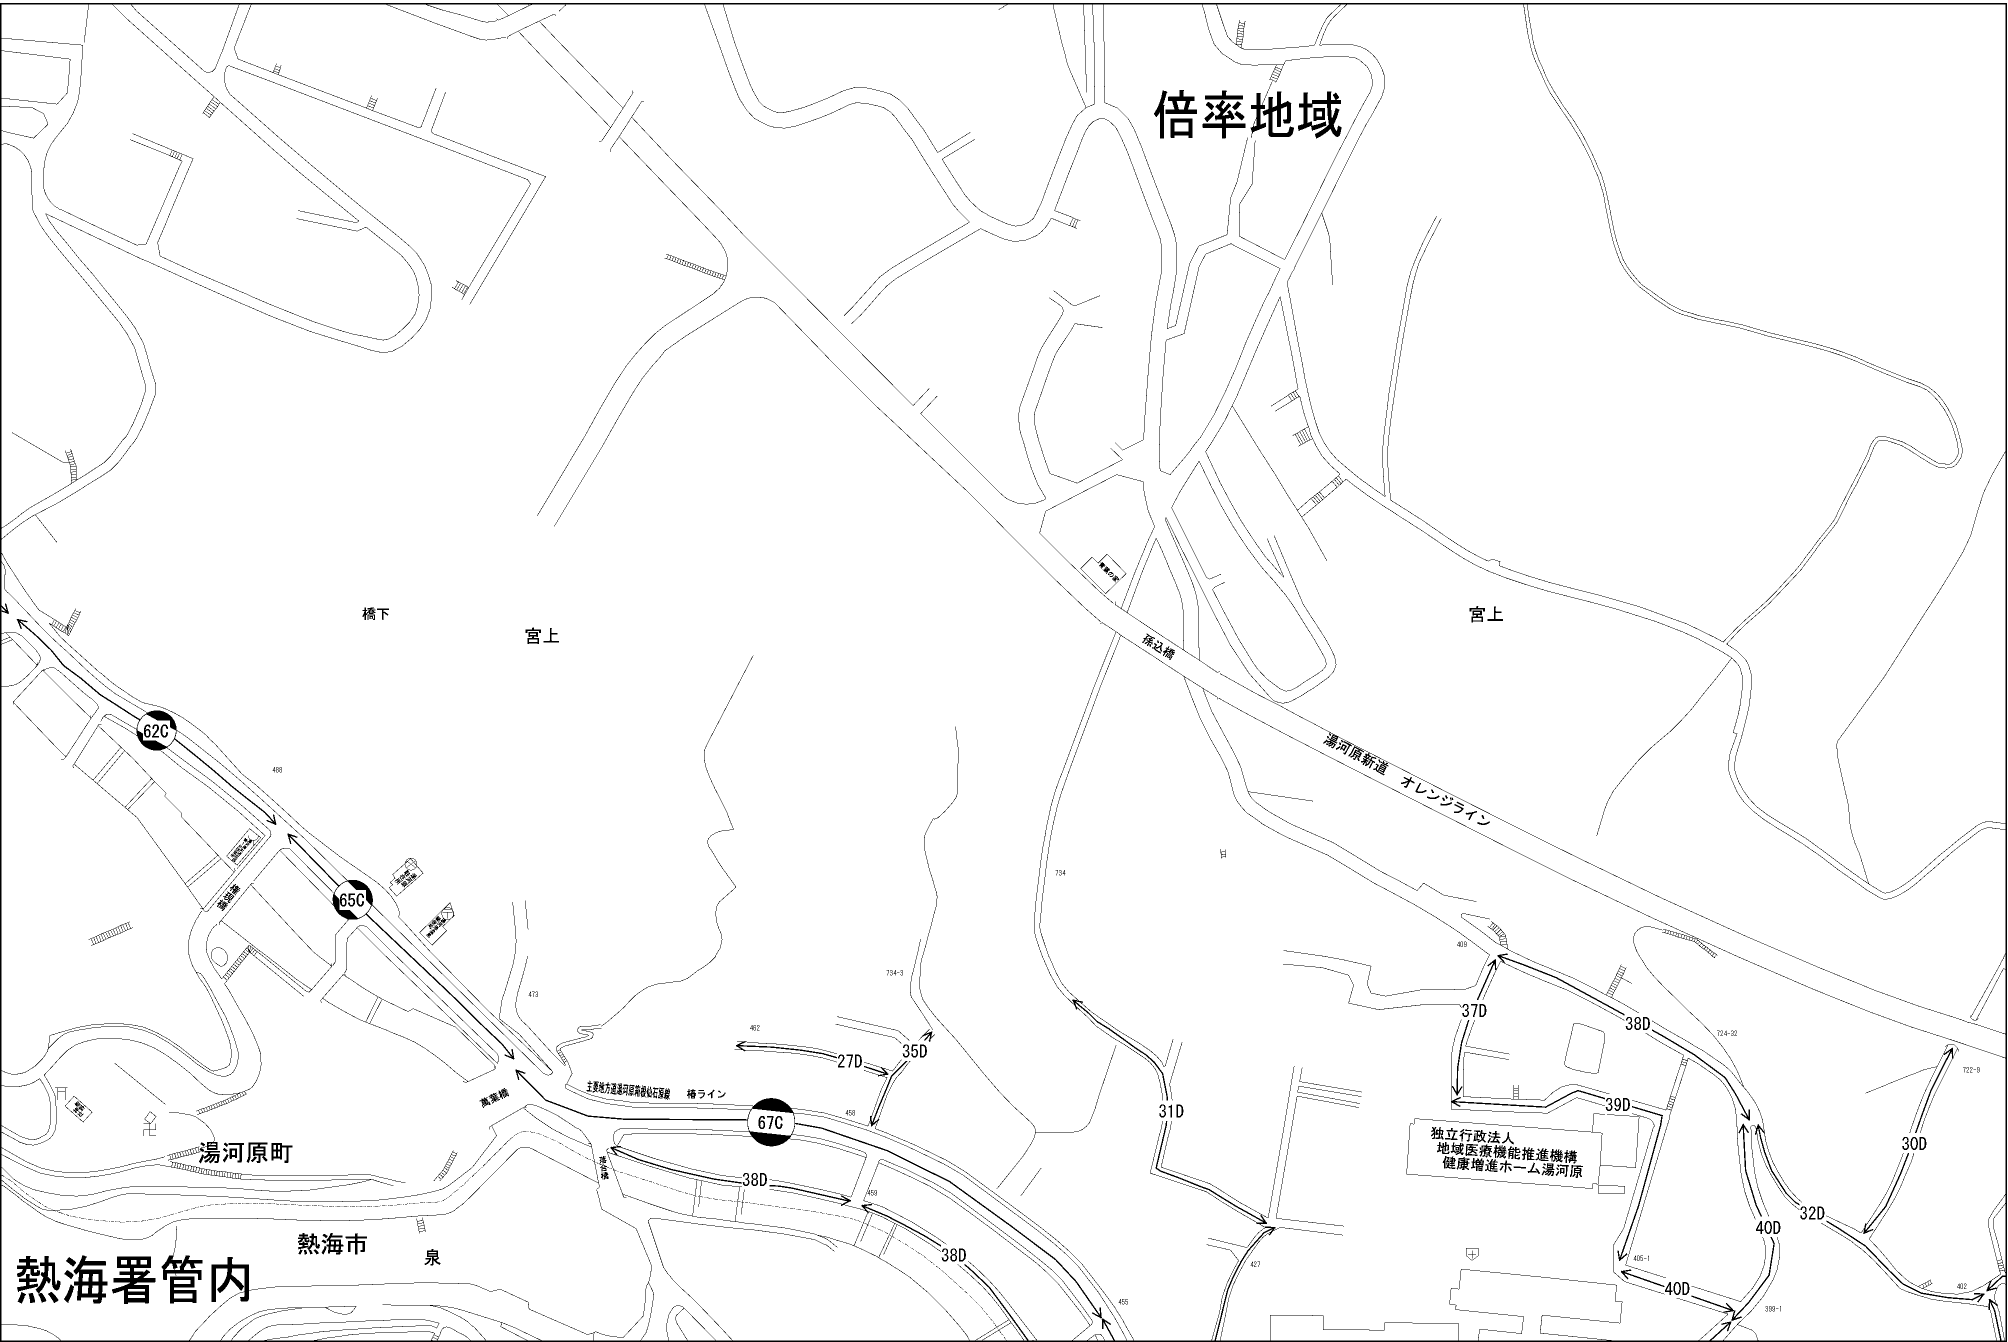 倍率地域
橋下
宮上
宮上
孫込橋
湯河原新道 オレンジライン
62C
488
65C
734
409
473
734-3
462
37D
38D
724-32
27D
35D
722-9
主要地方道湯河原箱根仙石原線 椿ライン
萬葉橋
458
67C
31D
39D
独立行政法人
地域医療機能推進機構
健康増進ホーム湯河原
30D
湯河原町
落合橋
38D
459
32D
40D
38D
熱海市
泉
熱海署管内
427
405-1
40D
402
455
399-1